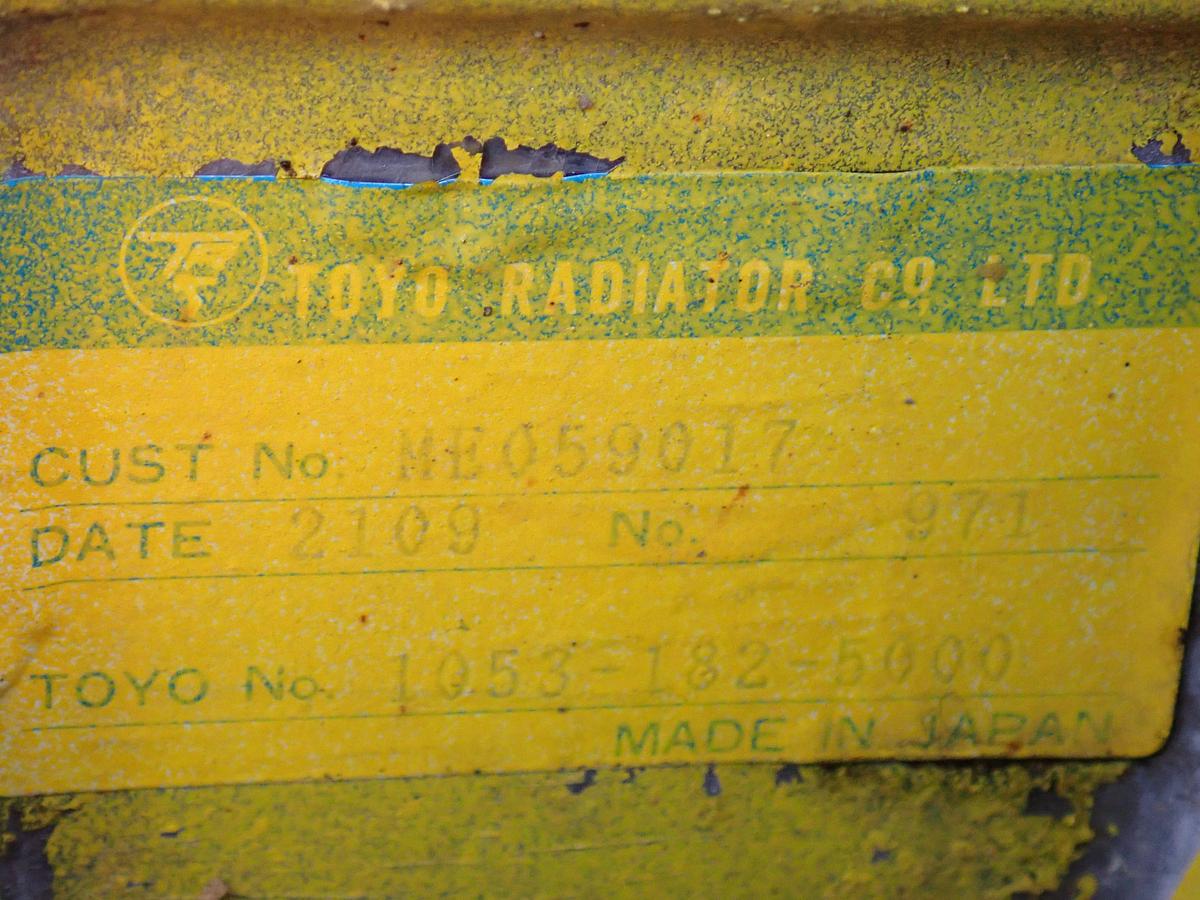 TOYO RADIATOR CO., LTD.
CUST No. ME059017
DATE 2109 No. 971
TOYO No. 1053-182-5000
MADE IN JAPAN